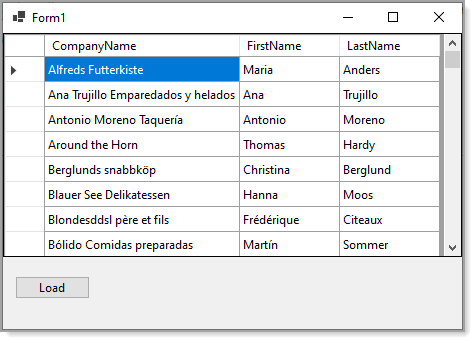 Form1
CompanyName FirstName LastName
Alfreds Futterkiste Maria Anders
Ana Trujillo Emparedados y helados Ana Trujillo
Antonio Moreno Taquería Antonio Moreno
Around the Horn Thomas Hardy
Berglunds snabbköp Christina Berglund
Blauer See Delikatessen Hanna Moos
Blondesddsl père et fils Frédérique Citeaux
Bólido Comidas preparadas Martín Sommer
Load